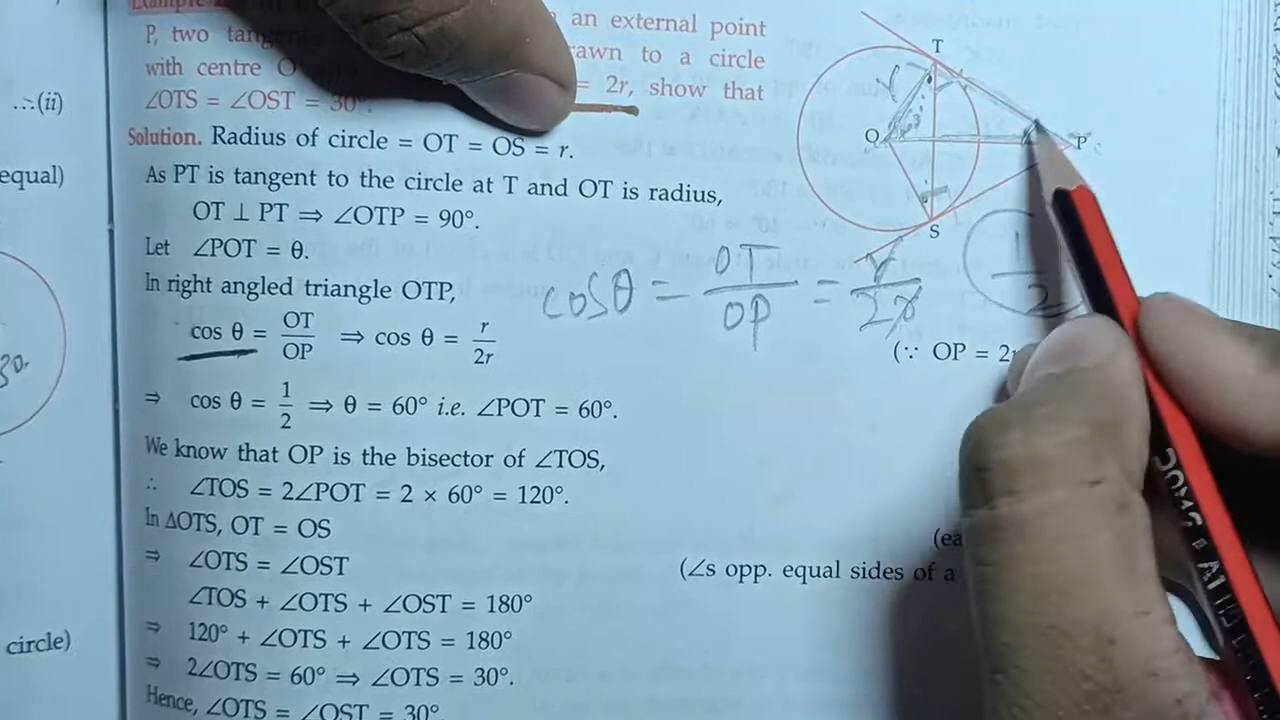 an external point
P, two
drawn to a circle
with centre O
= 2r, show that
∠OTS = ∠OST = 30°.
Solution. Radius of circle = OT = OS = r.
As PT is tangent to the circle at T and OT is radius,
OT ⊥ PT ⇒ ∠OTP = 90°.
Let ∠POT = θ.
In right angled triangle OTP,
cos θ = OT/OP ⇒ cos θ = r/2r
(∵ OP = 2
⇒ cos θ = 1/2 ⇒ θ = 60° i.e. ∠POT = 60°.
We know that OP is the bisector of ∠TOS,
∴ ∠TOS = 2∠POT = 2 × 60° = 120°.
In ΔOTS, OT = OS
⇒ ∠OTS = ∠OST
(∠s opp. equal sides of a
∠TOS + ∠OTS + ∠OST = 180°
⇒ 120° + ∠OTS + ∠OTS = 180°
⇒ 2∠OTS = 60° ⇒ ∠OTS = 30°.
Hence, ∠OTS = ∠OST = 30°
∴(ii)
equal)
30°
circle)
T
O
P
S
cosθ = OT/OP = r/2r
1/2